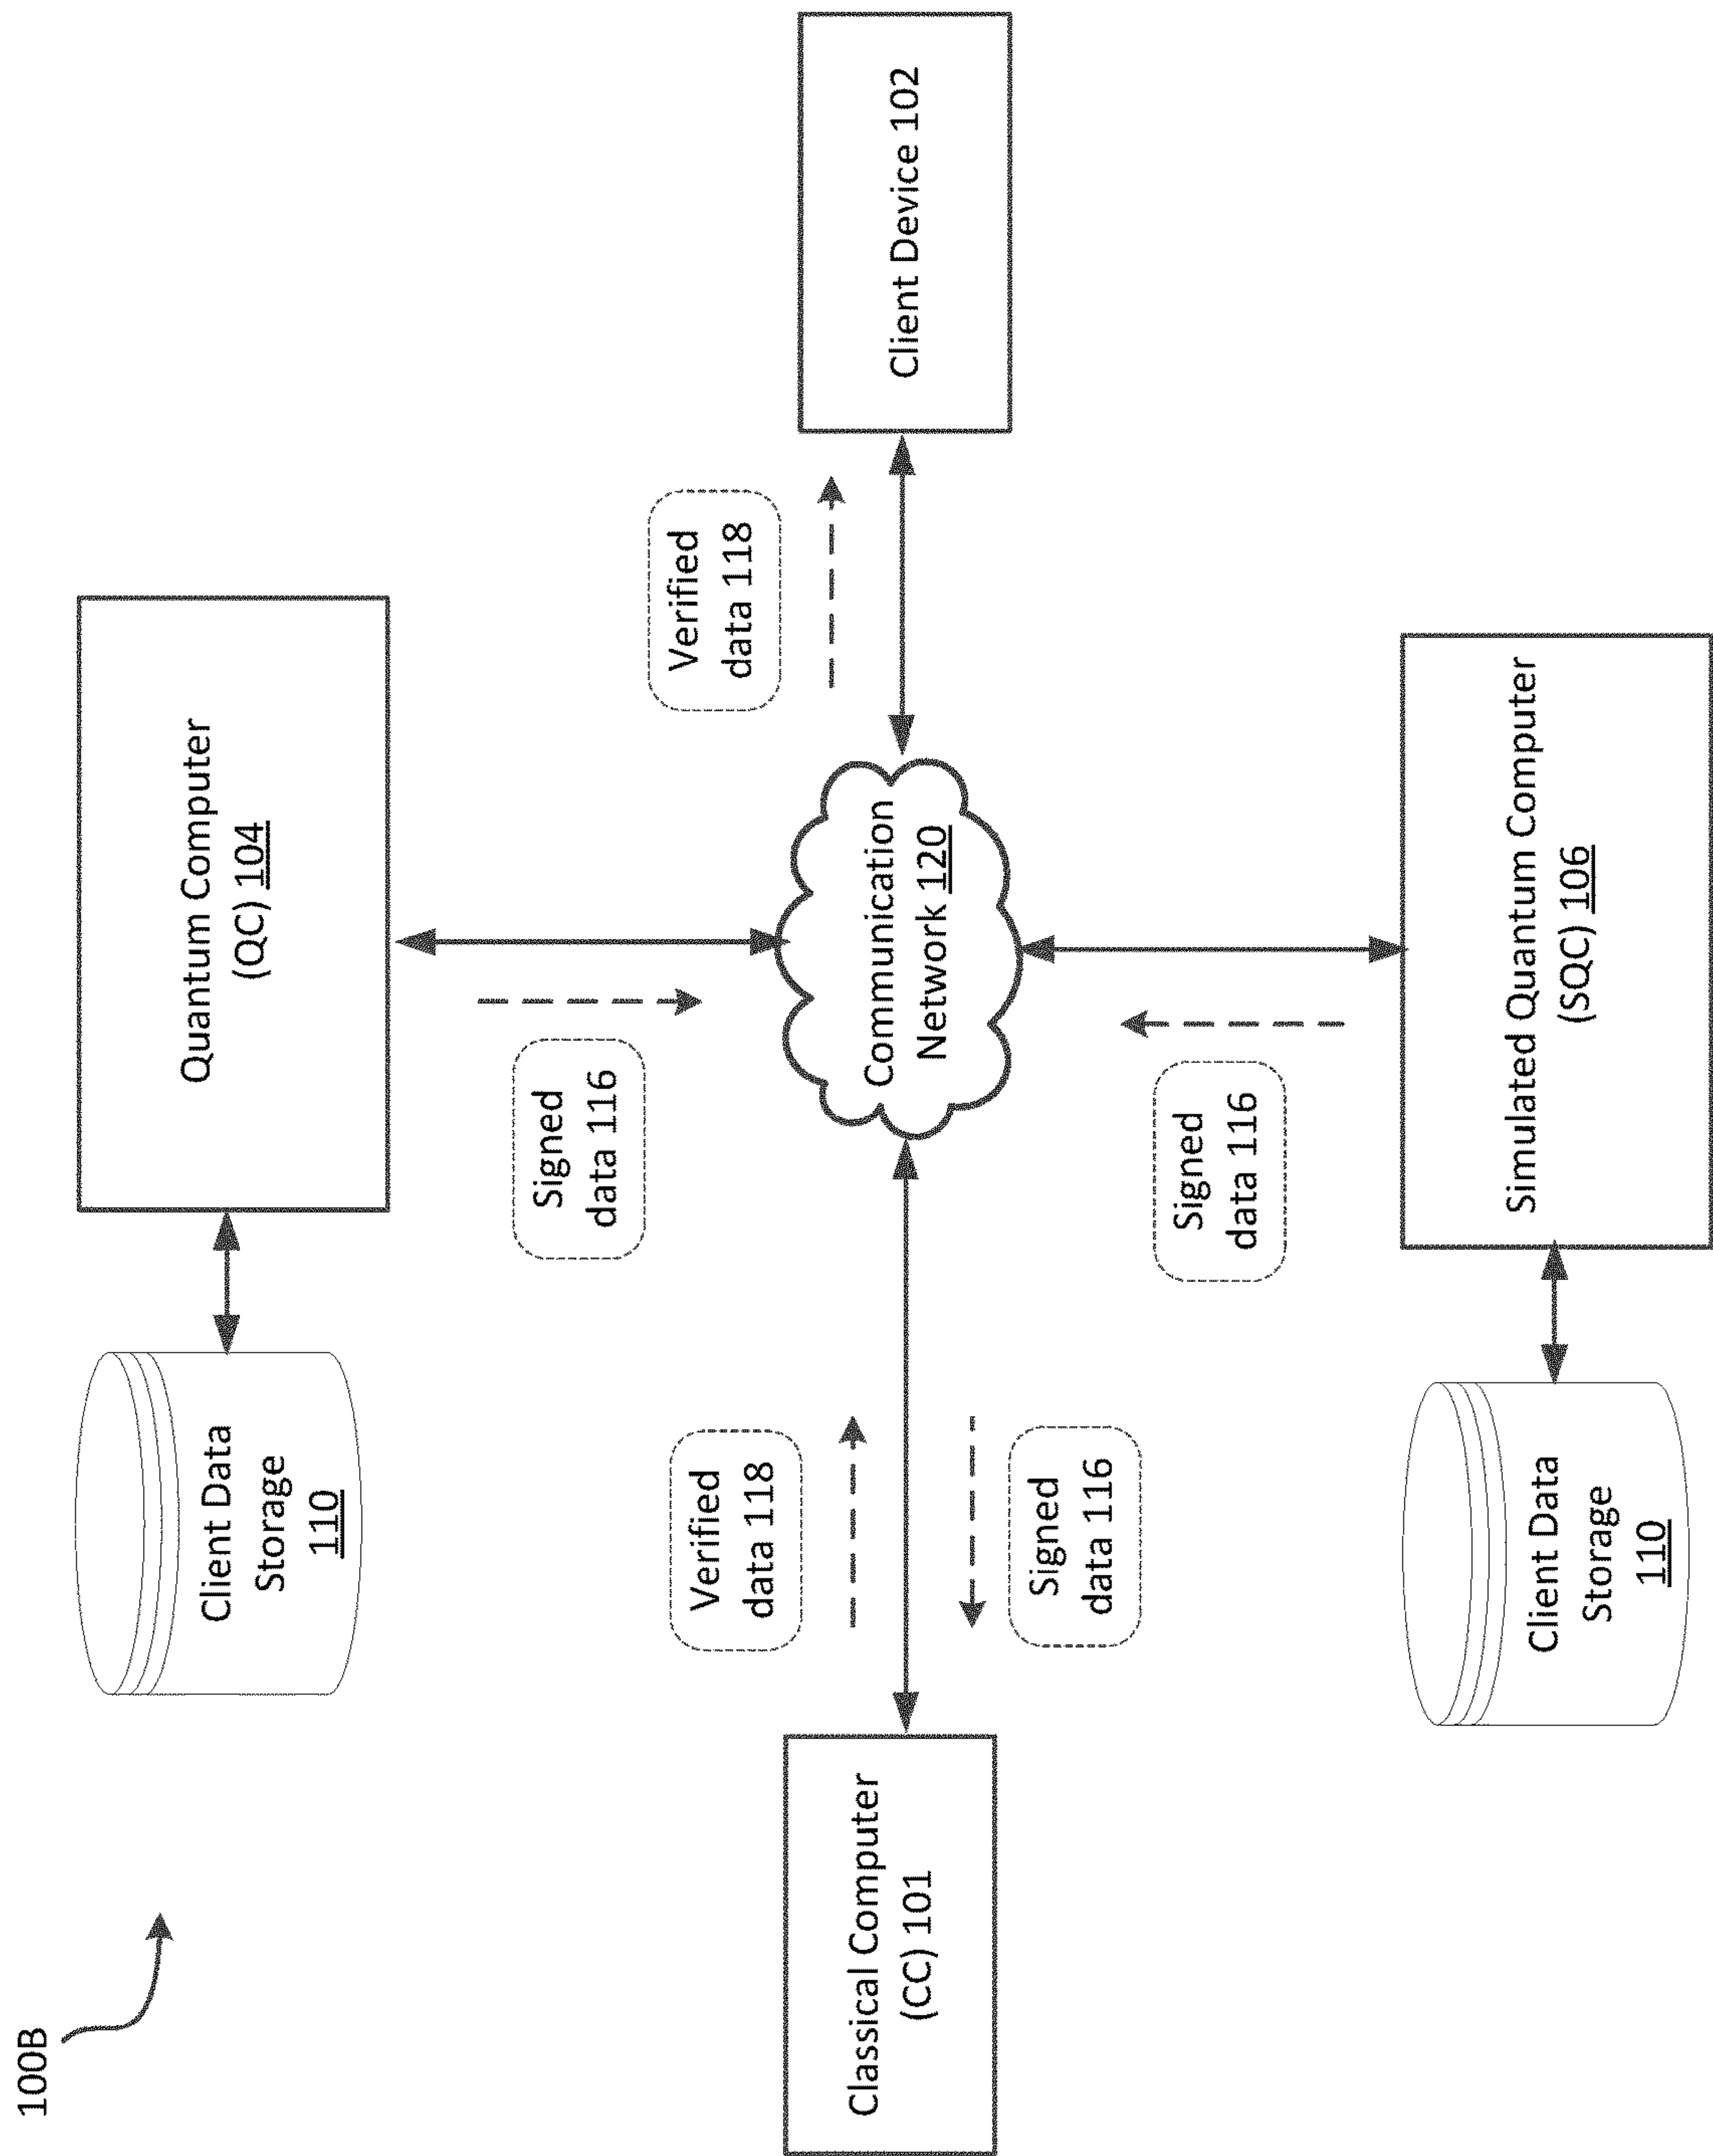 100B
Client Data
Storage
110
Quantum Computer
(QC) 104
Signed
data 116
Verified
data 118
Verified
data 118
Classical Computer
(CC) 101
Communication
Network 120
Client Device 102
Signed
data 116
Signed
data 116
Client Data
Storage
110
Simulated Quantum Computer
(SQC) 106